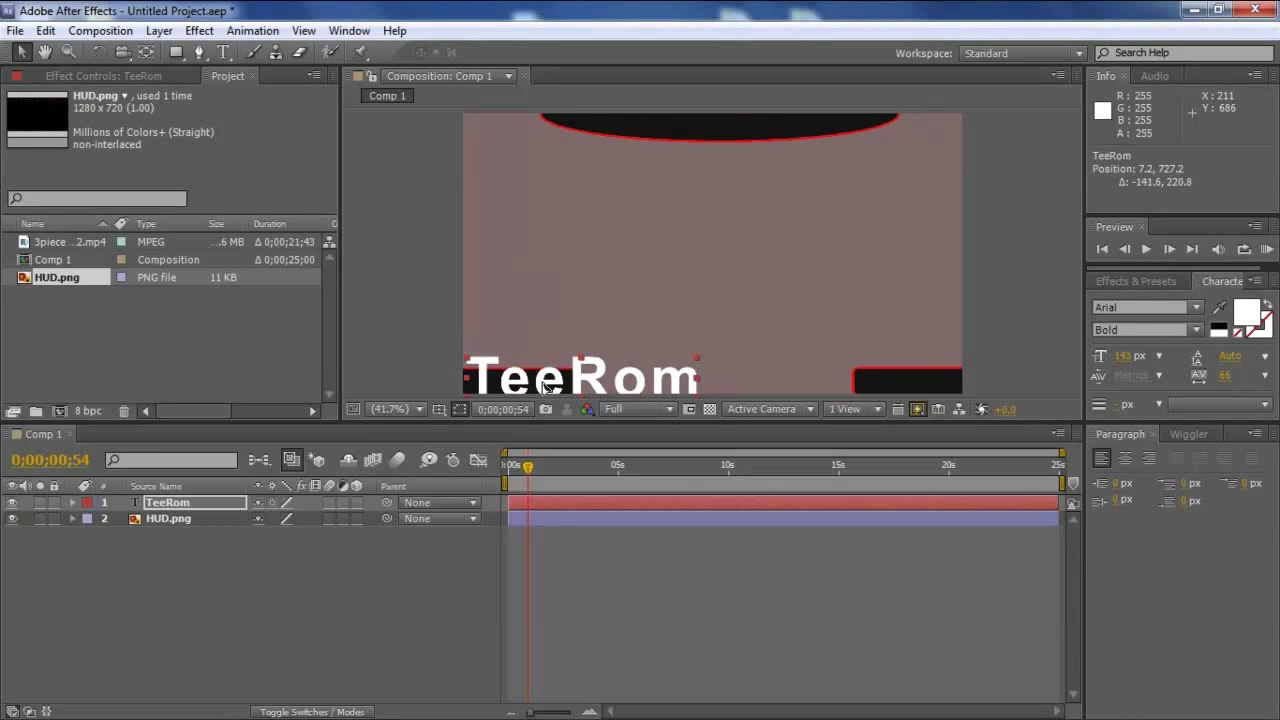 Adobe After Effects - Untitled Project.aep *
File Edit Composition Layer Effect Animation View Window Help
Workspace: Standard Search Help
Effect Controls: TeeRom Project
HUD.png ▾, used 1 time
1280 x 720 (1.00)
Millions of Colors+ (Straight)
non-interlaced
Name Type Size Duration
3piece ...2.mp4 MPEG ....6 MB Δ 0;00;21;43
Comp 1 Composition Δ 0;00;25;00
HUD.png PNG file 11 KB
8 bpc
Composition: Comp 1
Comp 1
TeeRom
(41.7%) 0;00;00;54 Full Active Camera 1 View +0.0
Info Audio
R : 255 X : 211
G : 255 Y : 686
B : 255
A : 255
TeeRom
Position: 7.2, 727.2
Δ: -141.6, 220.8
Preview
Effects & Presets Characte
Arial
Bold
143 px Auto
Metrics 66
- px
Comp 1
0;00;00;54
# Source Name Parent
1 T TeeRom None
2 HUD.png None
:00s 05s 10s 15s 20s 25s
Toggle Switches / Modes
Paragraph Wiggler
0 px 0 px 0 px
0 px 0 px